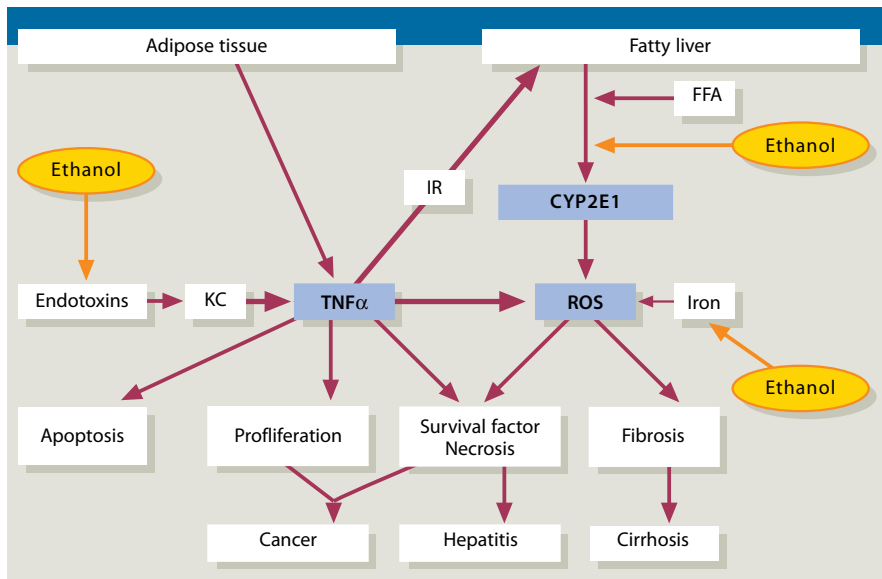 Adipose tissue
Fatty liver
FFA
Ethanol
Ethanol
IR
CYP2E1
Endotoxins
KC
TNFα
ROS
Iron
Ethanol
Apoptosis
Profliferation
Survival factor
Necrosis
Fibrosis
Cancer
Hepatitis
Cirrhosis